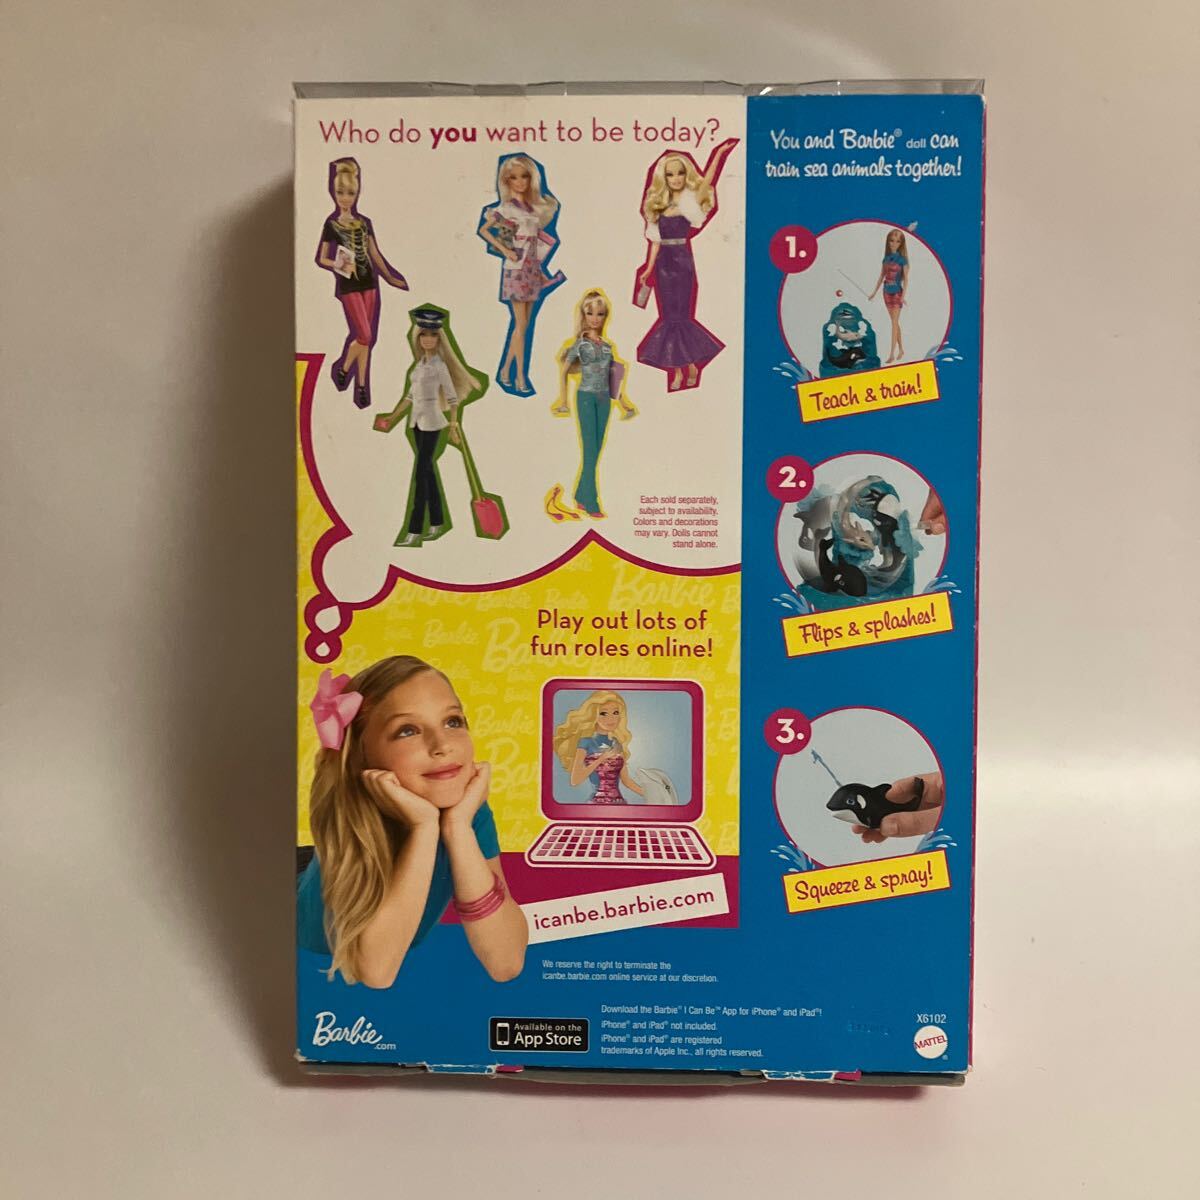 Who do you want to be today?
Each sold separately,
subject to availability.
Colors and decorations
may vary. Dolls cannot
stand alone.
Play out lots of
fun roles online!
icanbe.barbie.com
We reserve the right to terminate the
icanbe.barbie.com online service at our discretion.
Barbie.com
Available on the
App Store
Download the Barbie® I Can Be™ App for iPhone® and iPad®!
iPhone® and iPad® not included.
iPhone® and iPad® are registered
trademarks of Apple Inc., all rights reserved.
You and Barbie® doll can
train sea animals together!
1.
Teach & train!
2.
Flips & splashes!
3.
Squeeze & spray!
X6102
MATTEL
®